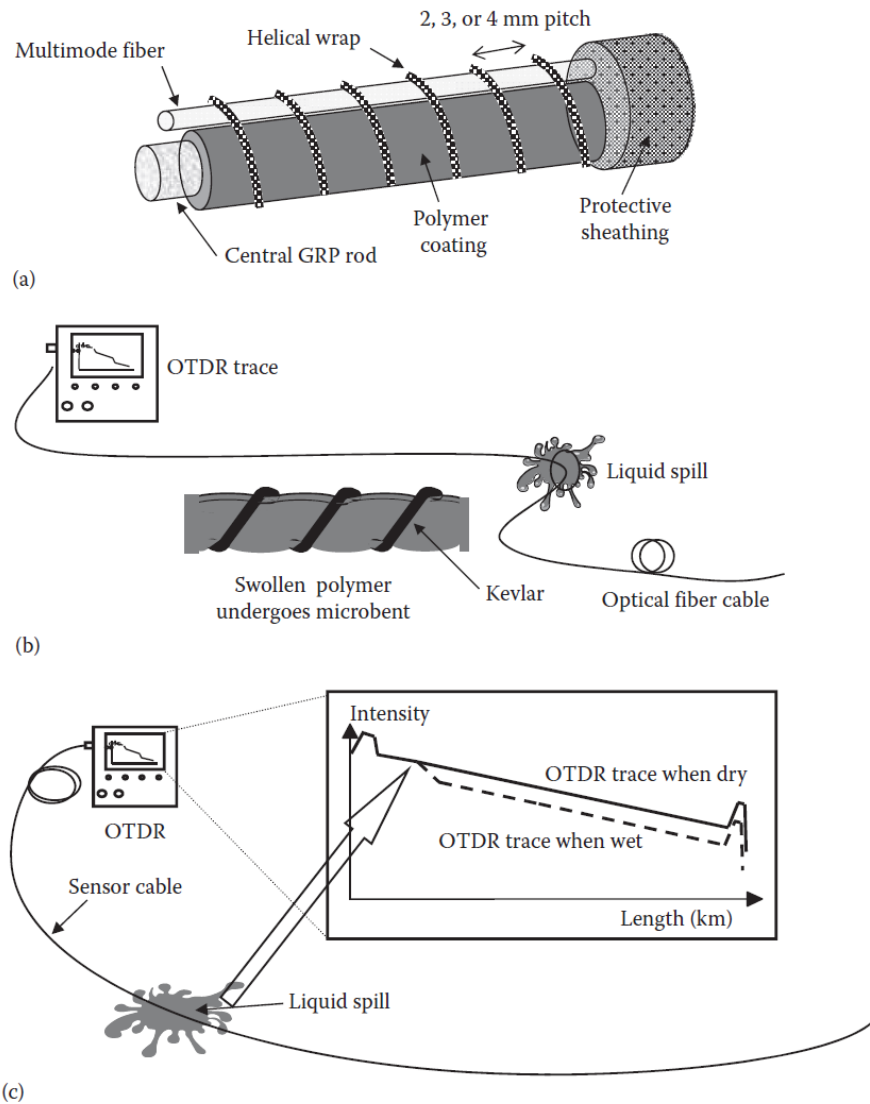 2, 3, or 4 mm pitch
Helical wrap
Multimode fiber
Polymer
coating
Protective
sheathing
Central GRP rod
(a)
OTDR trace
Liquid spill
Kevlar
Swollen polymer
undergoes microbent
Optical fiber cable
(b)
Intensity
OTDR trace when dry
OTDR trace when wet
OTDR
Length (km)
Sensor cable
Liquid spill
(c)